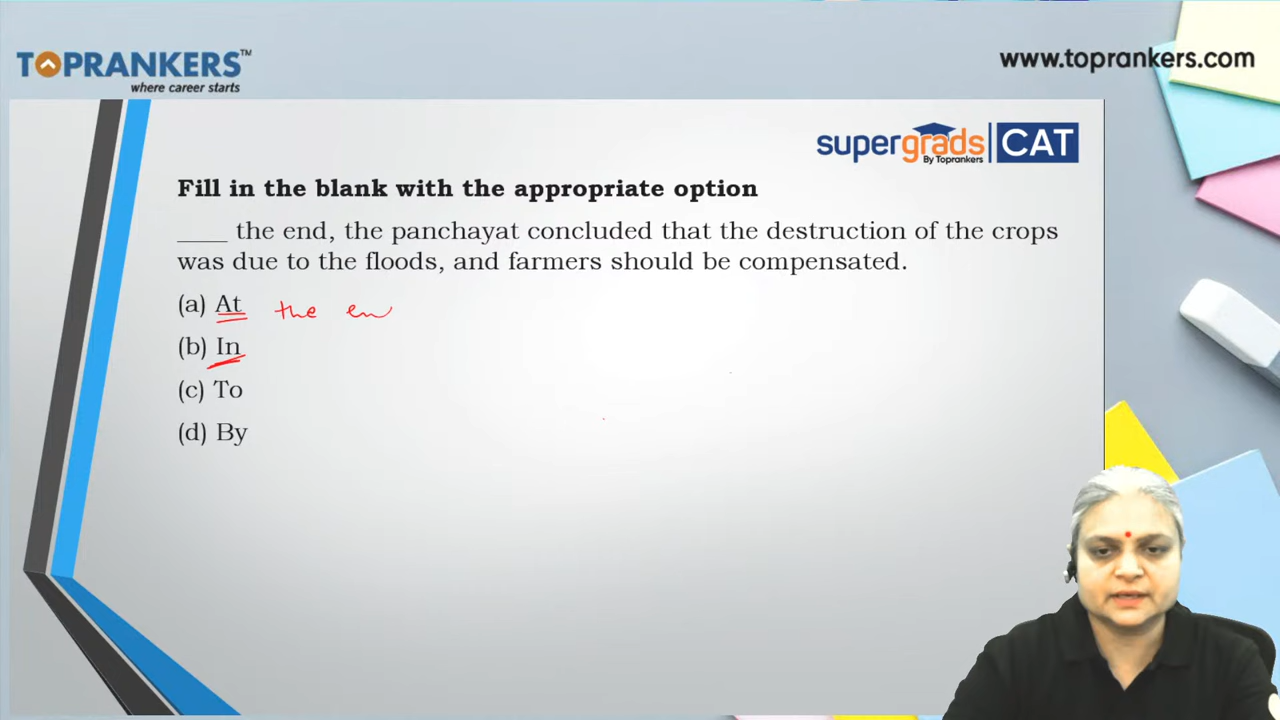 TOPRANKERS™
where career starts
www.toprankers.com
supergrads | CAT
By Toprankers
Fill in the blank with the appropriate option
____ the end, the panchayat concluded that the destruction of the crops
was due to the floods, and farmers should be compensated.
(a) At the en
(b) In
(c) To
(d) By